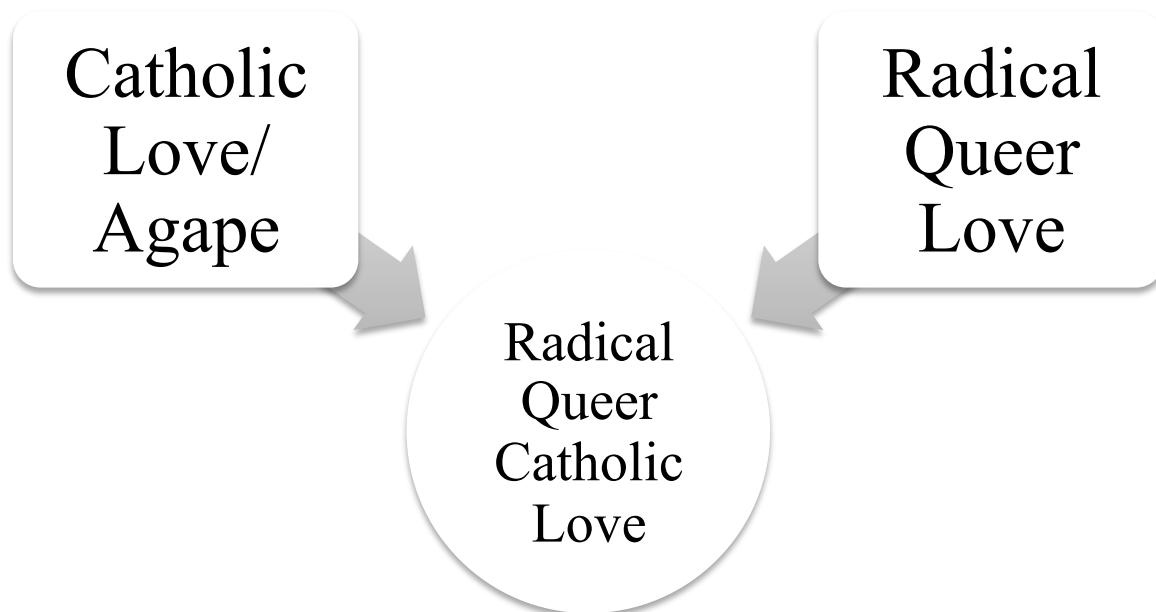 Catholic
Love/
Agape
Radical
Queer
Love
Radical
Queer
Catholic
Love